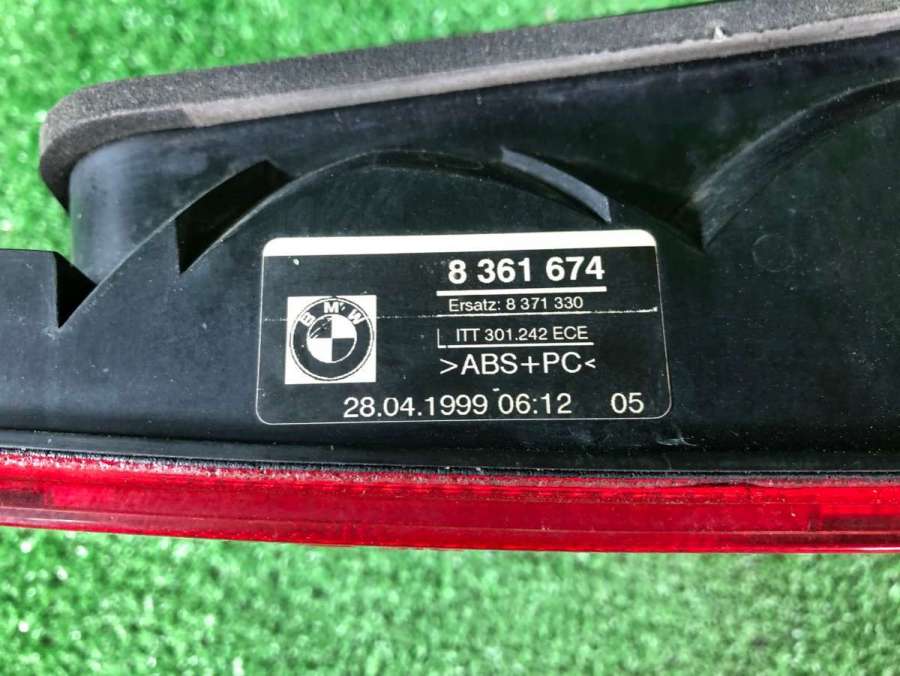 8 361 674
Ersatz: 8 371 330
BMW
L ITT 301.242 ECE
>ABS+PC<
28.04.1999 06:12 05